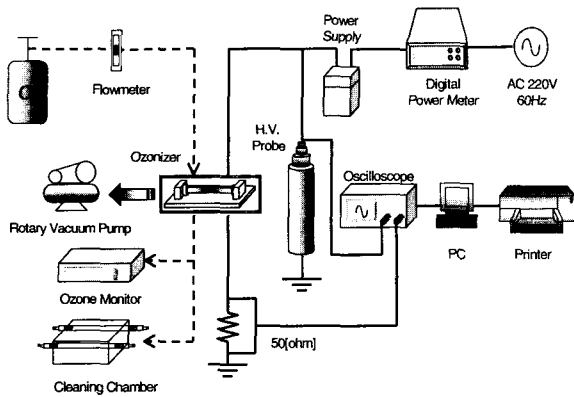 Power
Supply
Flowmeter
Digital
Power Meter
AC 220V
60Hz
H.V.
Probe
Ozonizer
Oscilloscope
Rotary Vacuum Pump
PC
Printer
Ozone Monitor
50[ohm]
Cleaning Chamber